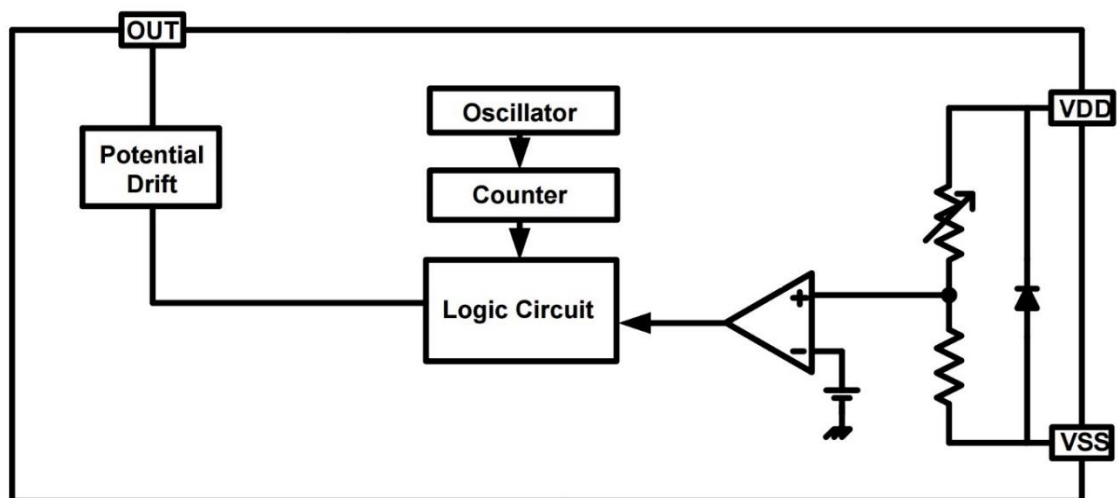 OUT
Oscillator
VDD
Potential
Drift
Counter
Logic Circuit
+
−
VSS